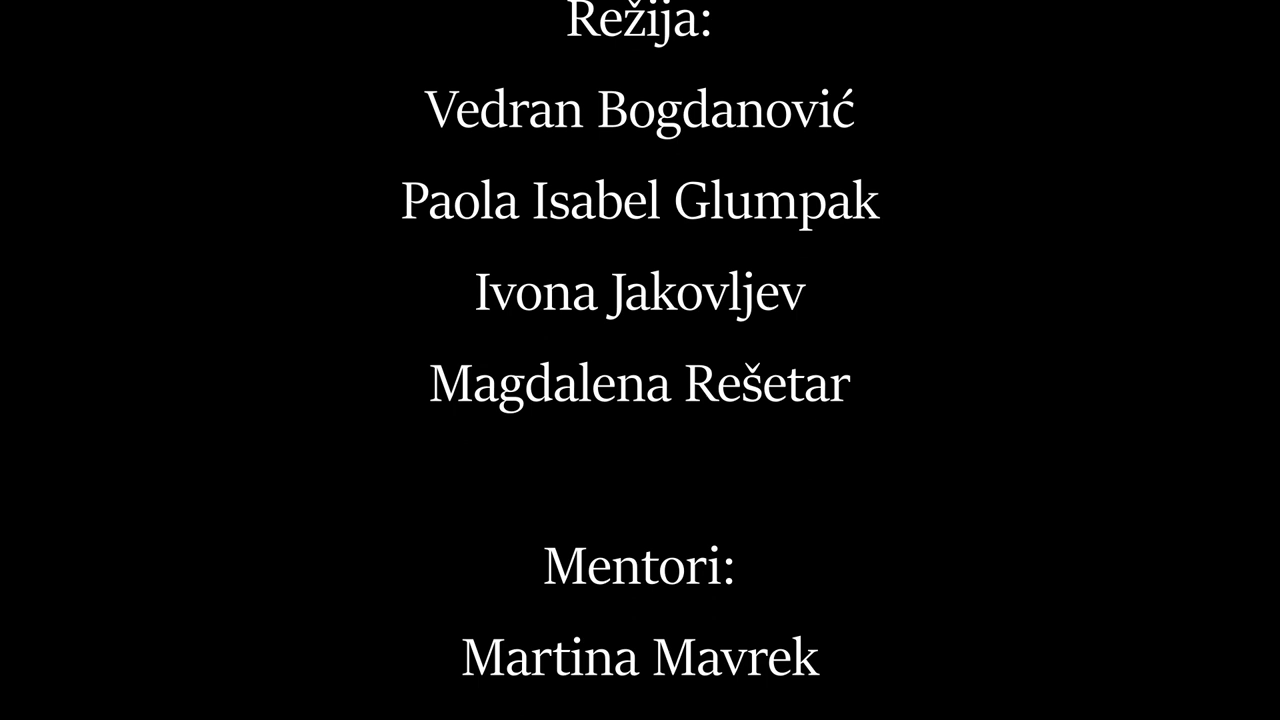 Režija:
Vedran Bogdanović
Paola Isabel Glumpak
Ivona Jakovljev
Magdalena Rešetar
Mentori:
Martina Mavrek